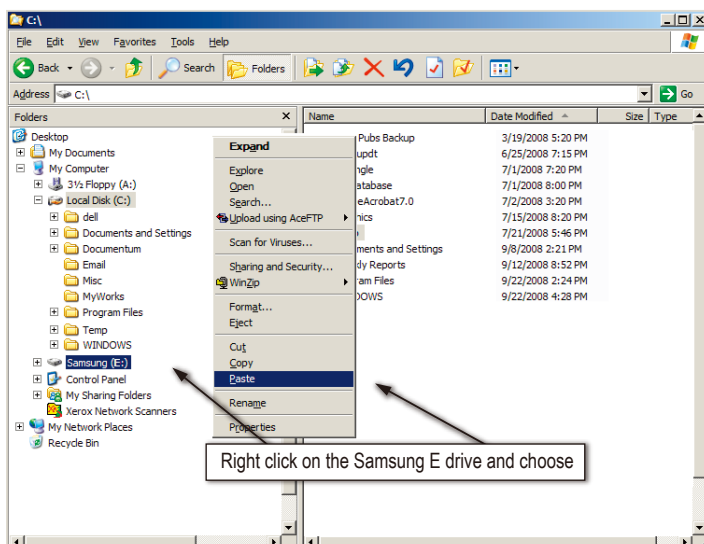 C:\
File Edit View Favorites Tools Help
Back Search Folders
Address C:\ Go
Folders
Desktop
My Documents
My Computer
3½ Floppy (A:)
Local Disk (C:)
dell
Documents and Settings
Documentum
Email
Misc
MyWorks
Program Files
Temp
WINDOWS
Samsung (E:)
Control Panel
My Sharing Folders
Xerox Network Scanners
My Network Places
Recycle Bin
Expand
Explore
Open
Search...
Upload using AceFTP
Scan for Viruses...
Sharing and Security...
WinZip
Format...
Eject
Cut
Copy
Paste
Rename
Properties
Name Date Modified Size Type
Pubs Backup 3/19/2008 5:20 PM
updt 6/25/2008 7:15 PM
ngle 7/1/2008 7:20 PM
atabase 7/1/2008 8:00 PM
eAcrobat7.0 7/2/2008 3:20 PM
nics 7/15/2008 8:20 PM
7/21/2008 5:46 PM
ments and Settings 9/8/2008 2:21 PM
dly Reports 9/12/2008 8:52 PM
ram Files 9/22/2008 2:24 PM
DOWS 9/22/2008 4:28 PM
Right click on the Samsung E drive and choose